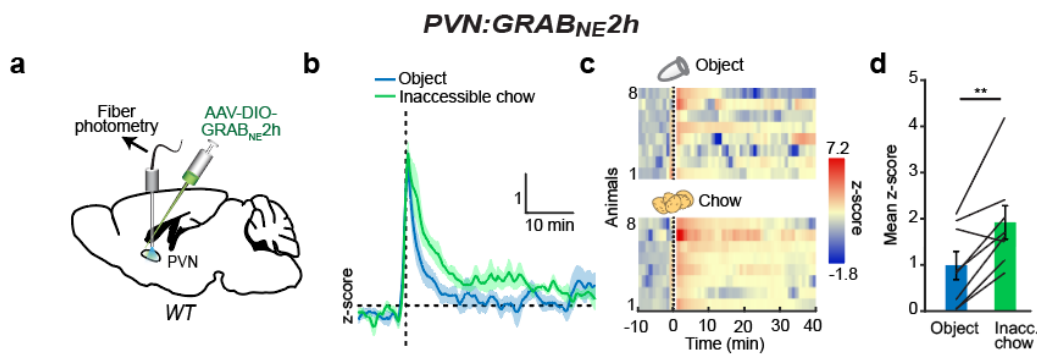 PVN:GRABNE2h
a
Fiber
photometry
AAV-DIO-
GRABNE2h
PVN
WT
b
Object
Inaccessible chow
1
10 min
z-score
c
Object
8
1
Chow
8
1
Animals
-10 0 10 20 30 40
Time (min)
7.2
z-score
-1.8
d
**
5
4
3
2
1
0
Mean z-score
Object
Inacc.
chow